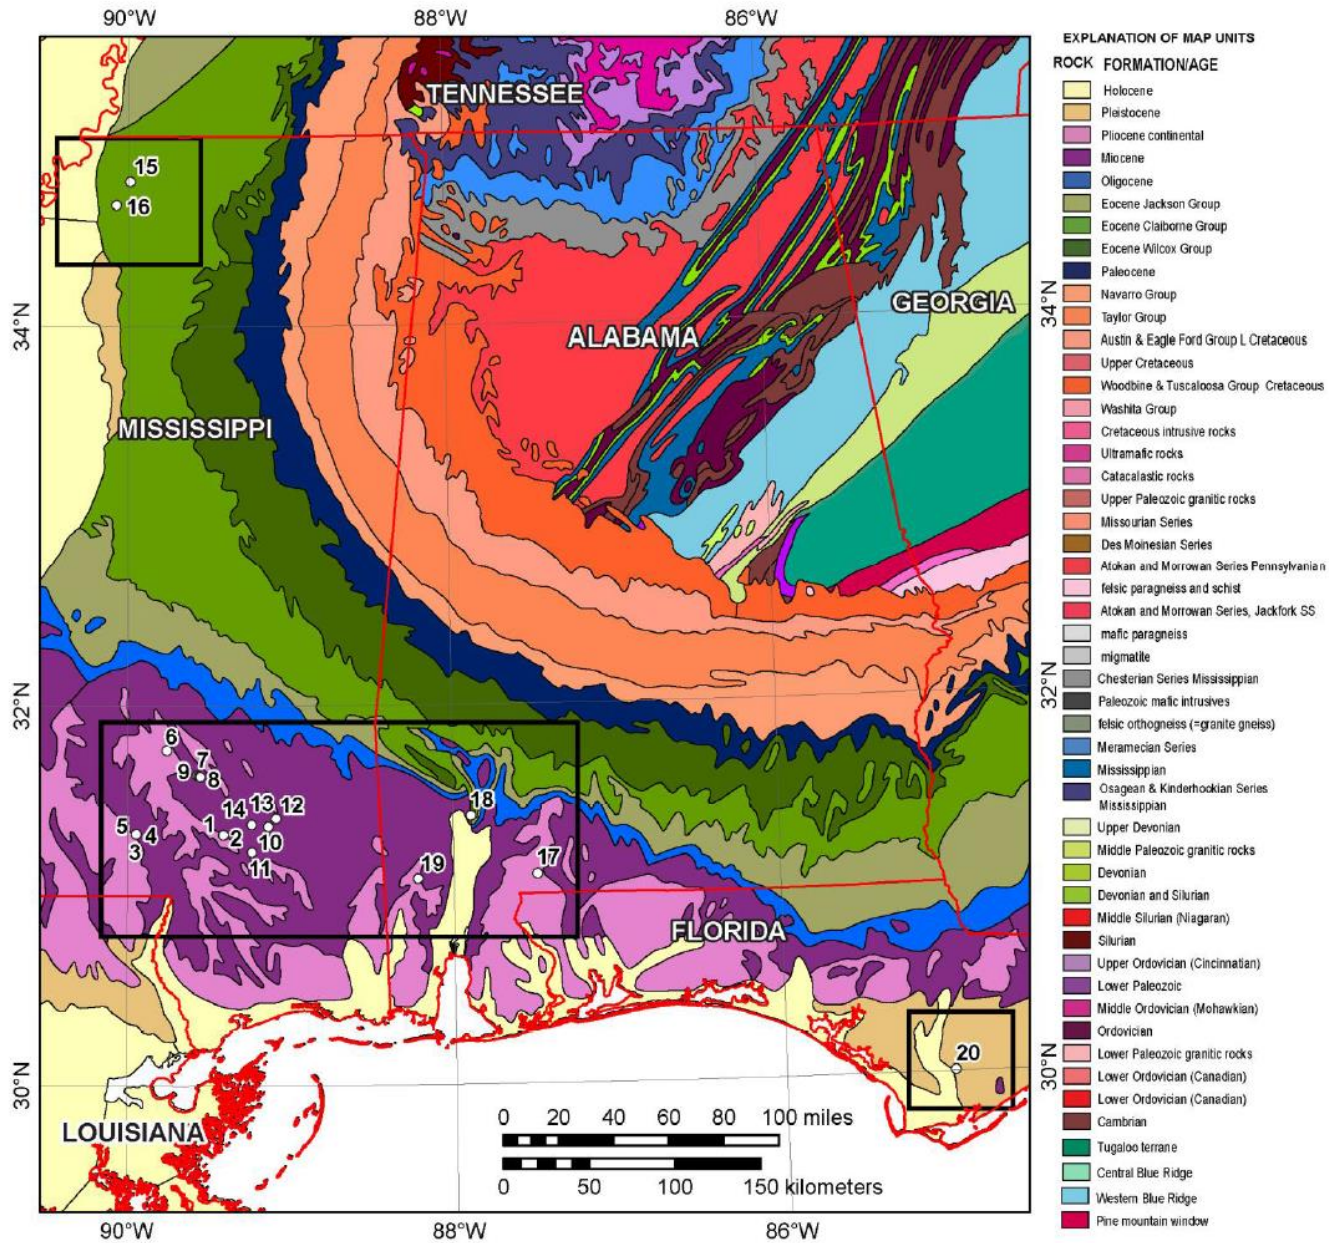 90°W 88°W 86°W
TENNESSEE
15
16
34°N
GEORGIA
34°N
ALABAMA
MISSISSIPPI
32°N
32°N
6
7
9 8
18
14 13 12
5 4 1 2 10
3 11
19 17
FLORIDA
20
30°N
30°N
LOUISIANA
0 20 40 60 80 100 miles
0 50 100 150 kilometers
90°W 88°W 86°W
EXPLANATION OF MAP UNITS
ROCK FORMATION/AGE
Holocene
Pleistocene
Pliocene continental
Miocene
Oligocene
Eocene Jackson Group
Eocene Claiborne Group
Eocene Wilcox Group
Paleocene
Navarro Group
Taylor Group
Austin & Eagle Ford Group L Cretaceous
Upper Cretaceous
Woodbine & Tuscaloosa Group Cretaceous
Washita Group
Cretaceous intrusive rocks
Ultramafic rocks
Catacalastic rocks
Upper Paleozoic granitic rocks
Missourian Series
Des Moinesian Series
Atokan and Morrowan Series Pennsylvanian
felsic paragneiss and schist
Atokan and Morrowan Series, Jackfork SS
mafic paragneiss
migmatite
Chesterian Series Mississippian
Paleozoic mafic intrusives
felsic orthogneiss (=granite gneiss)
Meramecian Series
Mississippian
Osagean & Kinderhookian Series
Mississippian
Upper Devonian
Middle Paleozoic granitic rocks
Devonian
Devonian and Silurian
Middle Silurian (Niagaran)
Silurian
Upper Ordovician (Cincinnatian)
Lower Paleozoic
Middle Ordovician (Mohawkian)
Ordovician
Lower Paleozoic granitic rocks
Lower Ordovician (Canadian)
Lower Ordovician (Canadian)
Cambrian
Tugaloo terrane
Central Blue Ridge
Western Blue Ridge
Pine mountain window